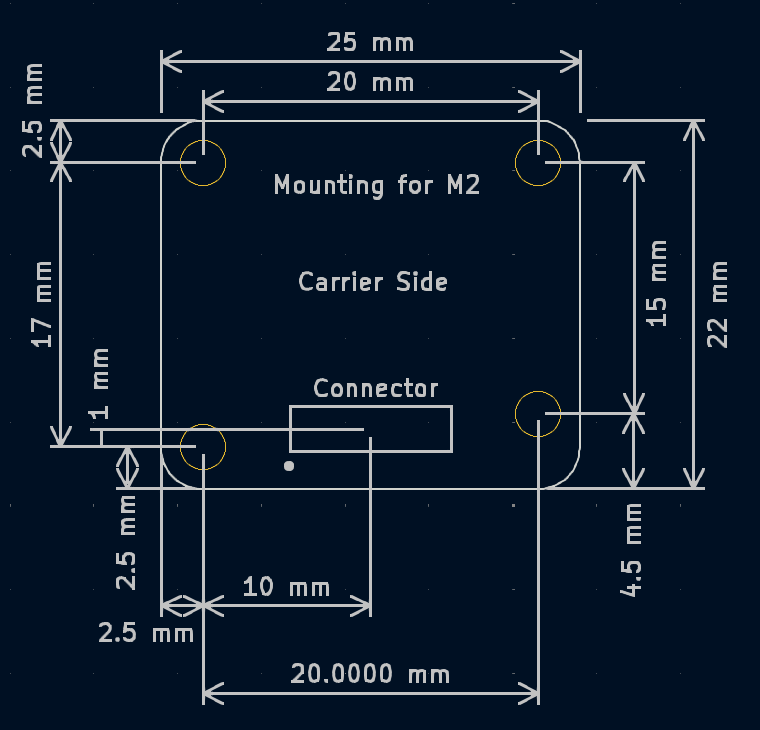 25 mm
20 mm
2.5 mm
Mounting for M2
Carrier Side
17 mm
15 mm
22 mm
1 mm
Connector
2.5 mm
4.5 mm
10 mm
2.5 mm
20.0000 mm